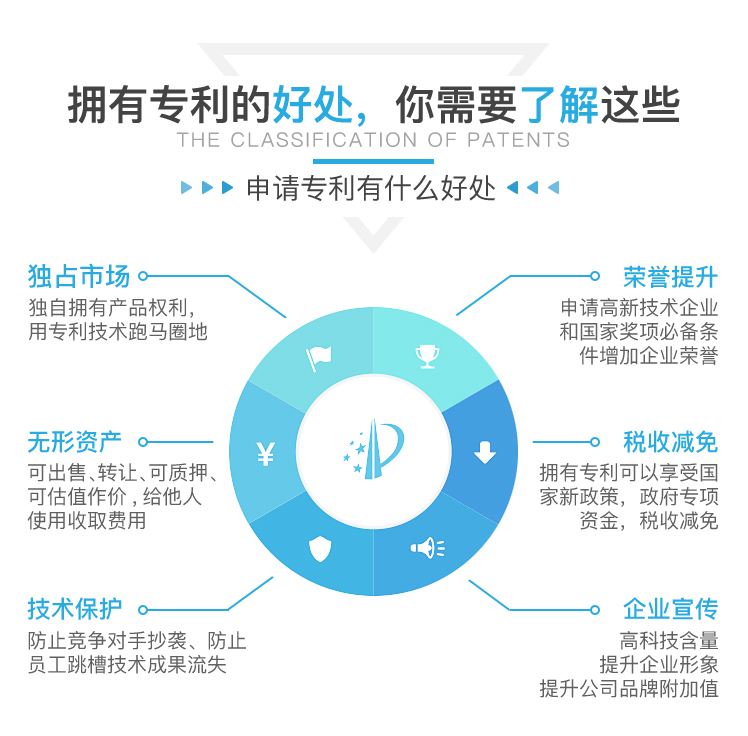 拥有专利的好处，你需要了解这些
THE CLASSIFICATION OF PATENTS
申请专利有什么好处
独占市场
独自拥有产品权利，
用专利技术跑马圈地
荣誉提升
申请高新技术企业
和国家奖项必备条
件增加企业荣誉
无形资产
可出售、转让、可质押、
可估值作价，给他人
使用收取费用
¥
税收减免
拥有专利可以享受国
家新政策，政府专项
资金，税收减免
技术保护
防止竞争对手抄袭、防止
员工跳槽技术成果流失
企业宣传
高科技含量
提升企业形象
提升公司品牌附加值